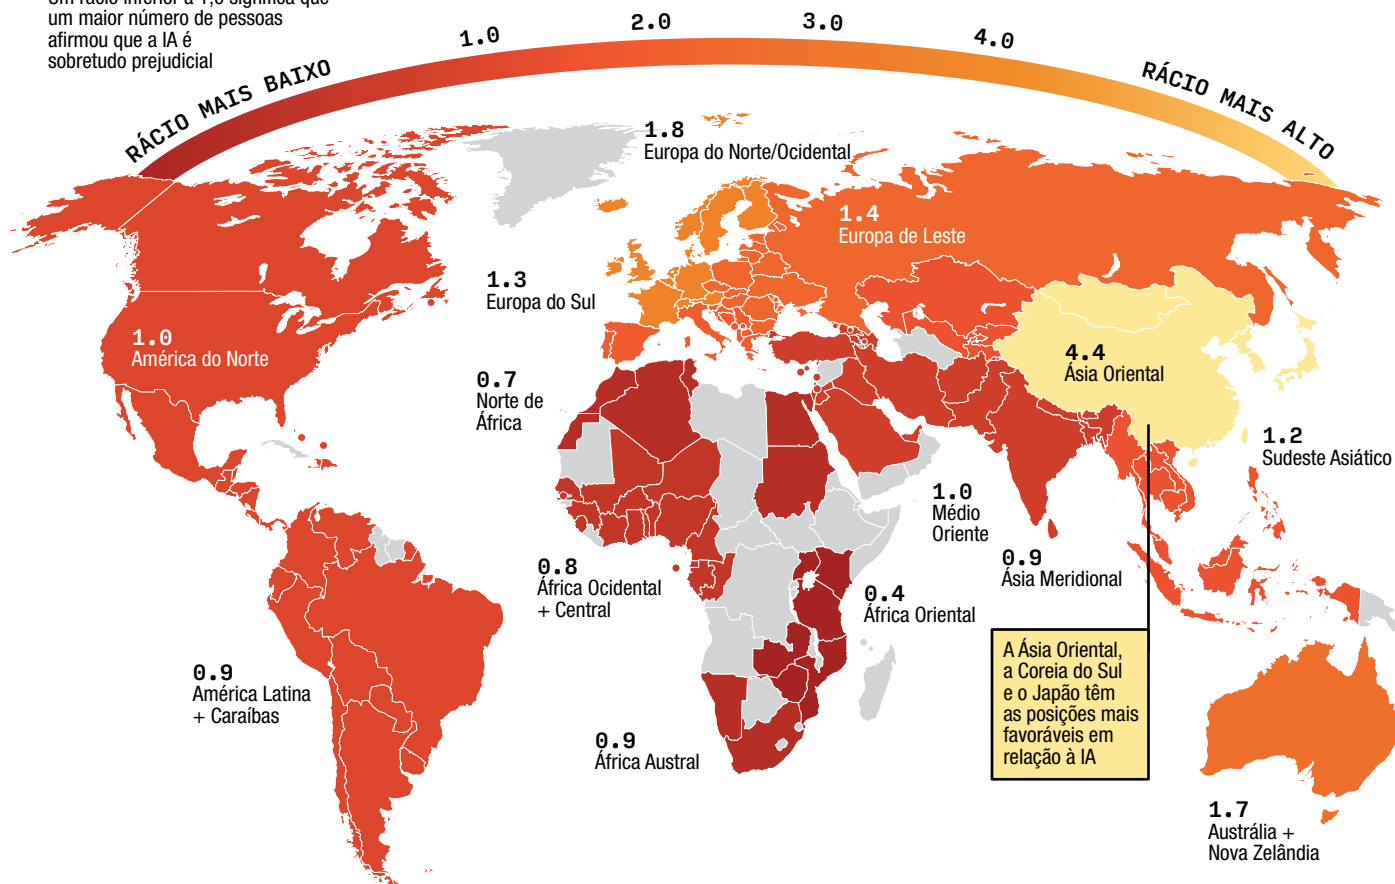 um maior número de pessoas
afirmou que a IA é
sobretudo prejudicial
RÁCIO MAIS BAIXO
1.0
2.0
3.0
4.0
RÁCIO MAIS ALTO
1.8
Europa do Norte/Ocidental
1.4
Europa de Leste
1.3
Europa do Sul
1.0
América do Norte
4.4
Ásia Oriental
0.7
Norte de
África
1.2
Sudeste Asiático
1.0
Médio
Oriente
0.9
Ásia Meridional
0.8
África Ocidental
+ Central
0.4
África Oriental
A Ásia Oriental,
a Coreia do Sul
e o Japão têm
as posições mais
favoráveis em
relação à IA
0.9
América Latina
+ Caraíbas
0.9
África Austral
1.7
Austrália +
Nova Zelândia